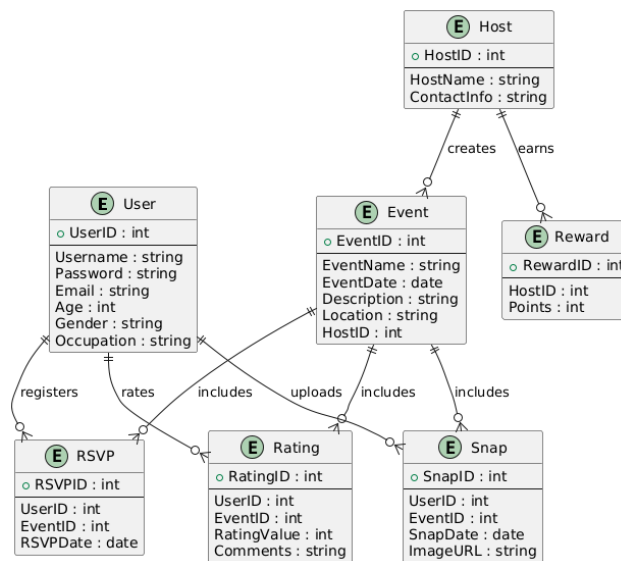 E Host
HostID : int
HostName : string
ContactInfo : string
creates
earns
E User
UserID : int
Username : string
Password : string
Email : string
Age : int
Gender : string
Occupation : string
E Event
EventID : int
EventName : string
EventDate : date
Description : string
Location : string
HostID : int
E Reward
RewardID : int
HostID : int
Points : int
registers
rates
includes
uploads
includes
includes
E RSVP
RSVPID : int
UserID : int
EventID : int
RSVPDate : date
E Rating
RatingID : int
UserID : int
EventID : int
RatingValue : int
Comments : string
E Snap
SnapID : int
UserID : int
EventID : int
SnapDate : date
ImageURL : string